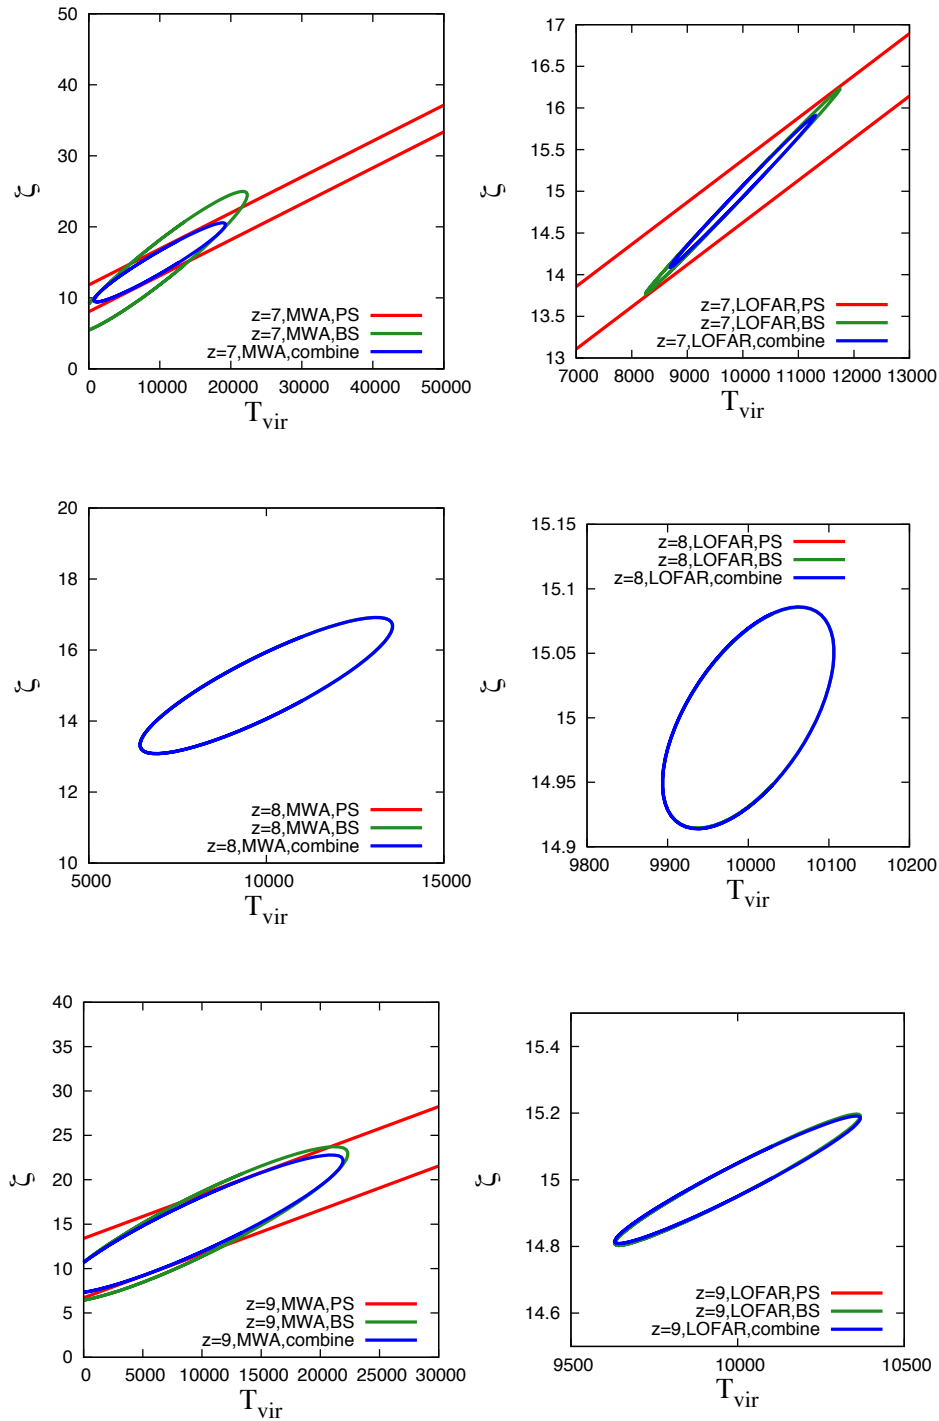 50
40
30
20
10
0
ζ
z=7,MWA,PS
z=7,MWA,BS
z=7,MWA,combine
0 10000 20000 30000 40000 50000
T_vir
17
16.5
16
15.5
15
14.5
14
13.5
13
ζ
z=7,LOFAR,PS
z=7,LOFAR,BS
z=7,LOFAR,combine
7000 8000 9000 10000 11000 12000 13000
T_vir
20
18
16
14
12
10
ζ
z=8,MWA,PS
z=8,MWA,BS
z=8,MWA,combine
5000 10000 15000
T_vir
15.15
15.1
15.05
15
14.95
14.9
ζ
z=8,LOFAR,PS
z=8,LOFAR,BS
z=8,LOFAR,combine
9800 9900 10000 10100 10200
T_vir
40
35
30
25
20
15
10
5
0
ζ
z=9,MWA,PS
z=9,MWA,BS
z=9,MWA,combine
0 5000 10000 15000 20000 25000 30000
T_vir
15.4
15.2
15
14.8
14.6
ζ
z=9,LOFAR,PS
z=9,LOFAR,BS
z=9,LOFAR,combine
9500 10000 10500
T_vir